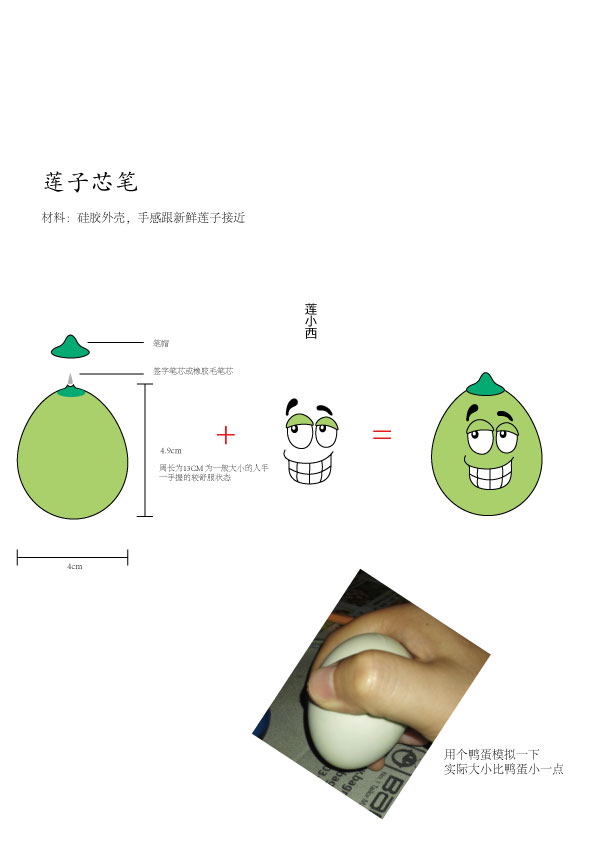 莲子芯笔
材料：硅胶外壳，手感跟新鲜莲子接近
莲小西
笔帽
签字笔芯或橡胶毛笔芯
4.9cm
周长为13CM 为一般大小的人手
一手握的较舒服状态
4cm
用个鸭蛋模拟一下
实际大小比鸭蛋小一点